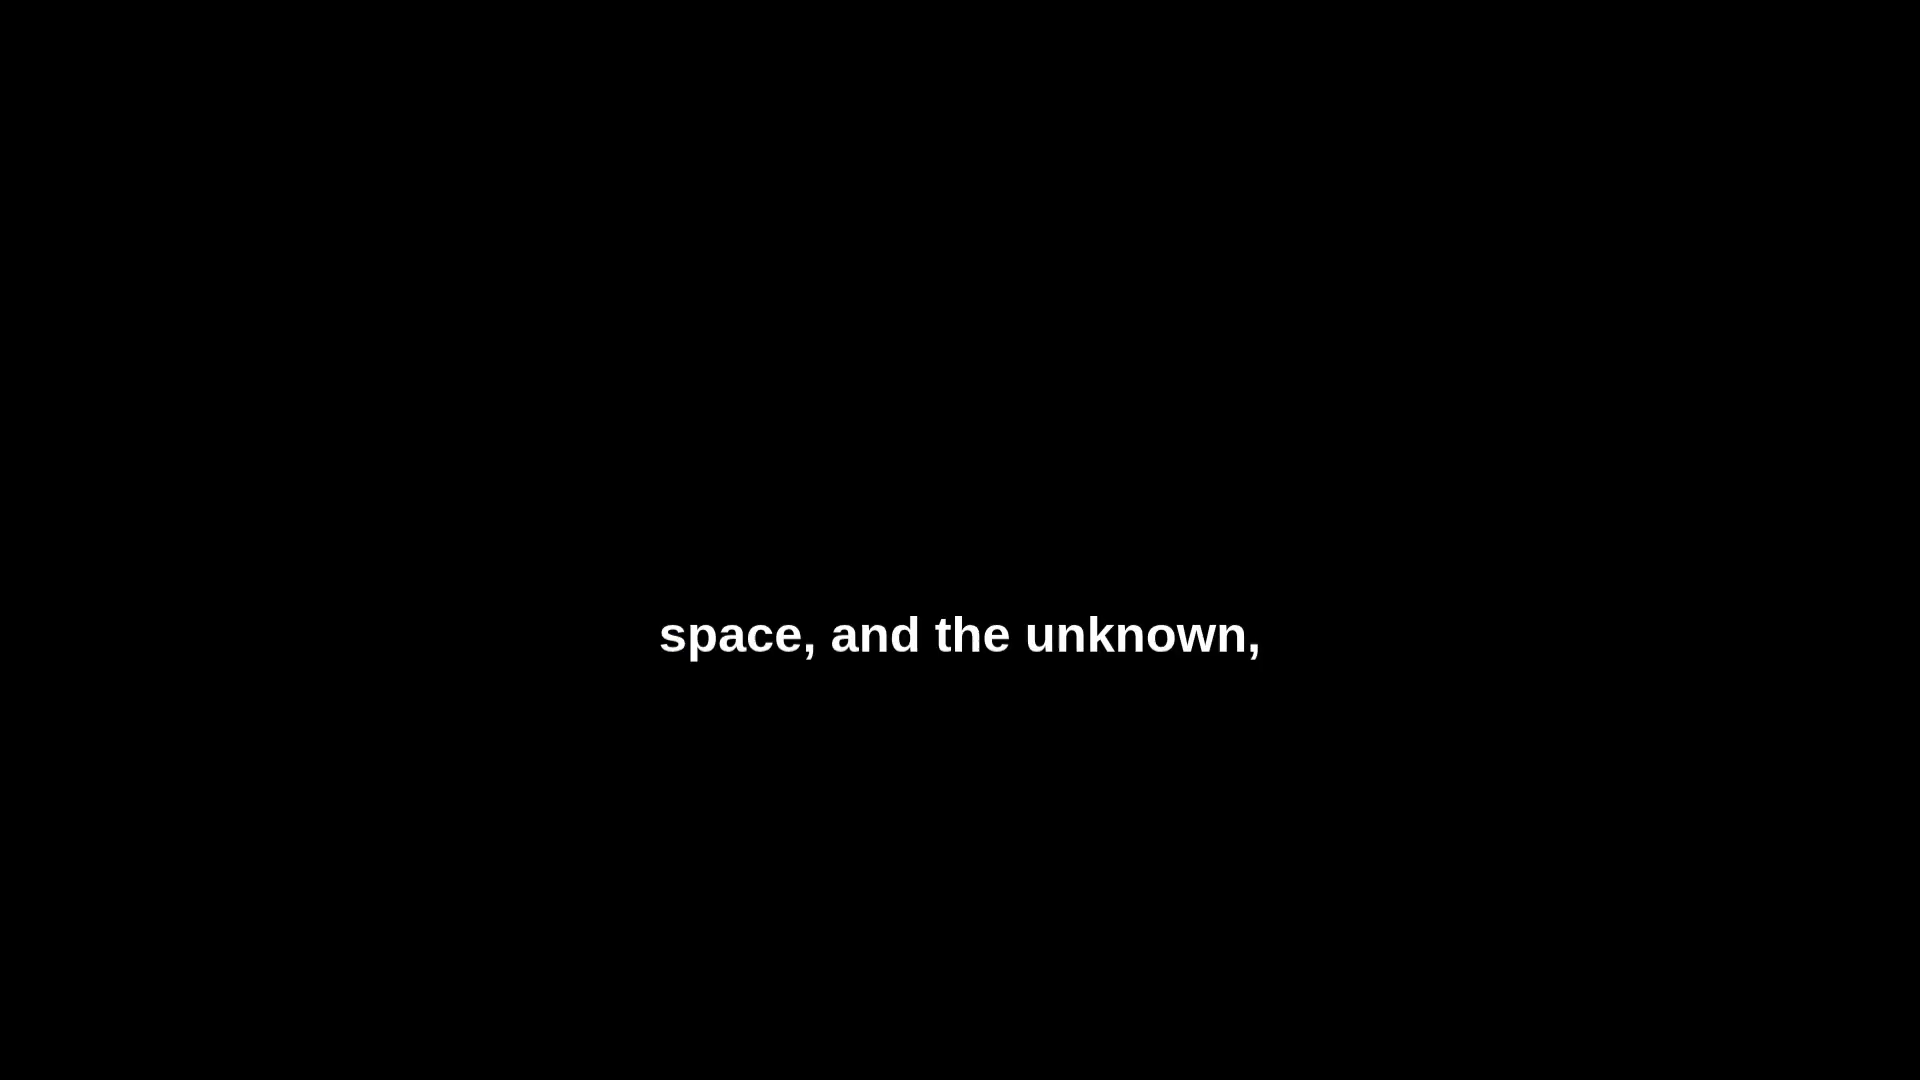 space, and the unknown,